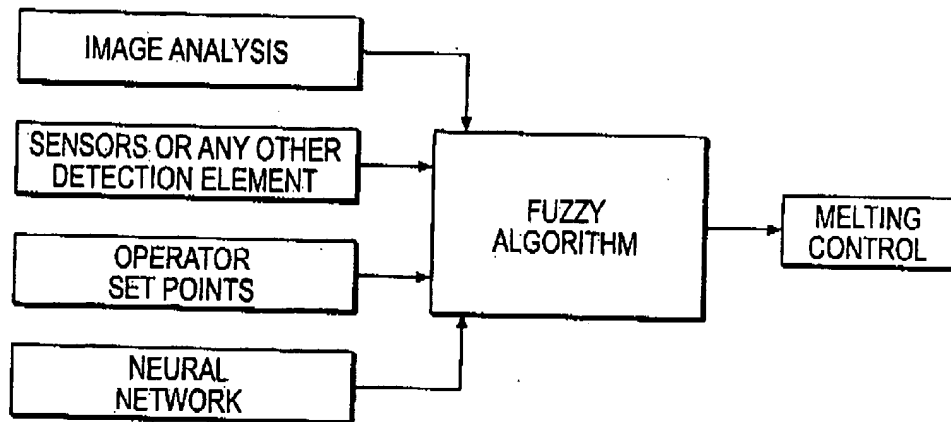 IMAGE ANALYSIS
SENSORS OR ANY OTHER
DETECTION ELEMENT
OPERATOR
SET POINTS
NEURAL
NETWORK
FUZZY
ALGORITHM
MELTING
CONTROL